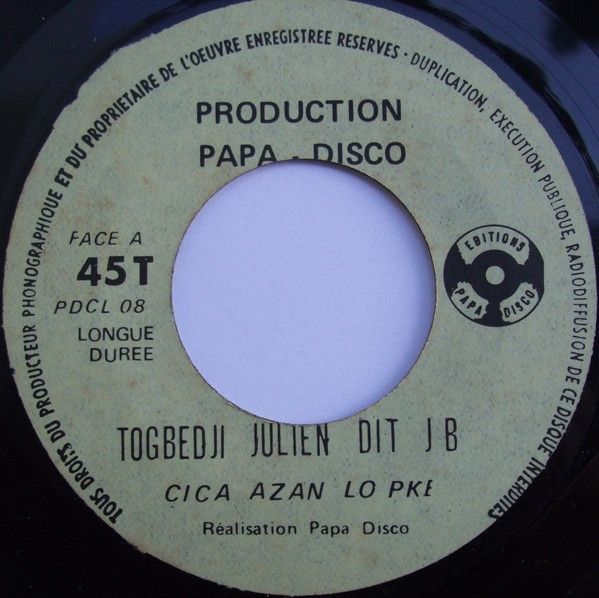 TOUS DROITS DU PRODUCTEUR PHONOGRAPHIQUE ET DU PROPRIETAIRE DE L'OEUVRE ENREGISTREE RESERVES · DUPLICATION, EXECUTION PUBLIQUE, RADIODIFFUSION DE CE DISQUE INTERDITES
PRODUCTION
PAPA - DISCO
FACE A
45T
PDCL 08
LONGUE
DUREE
EDITIONS
PAPA DISCO
TOGBEDJI JULIEN DIT JB
CICA AZAN LO PKE
Réalisation Papa Disco